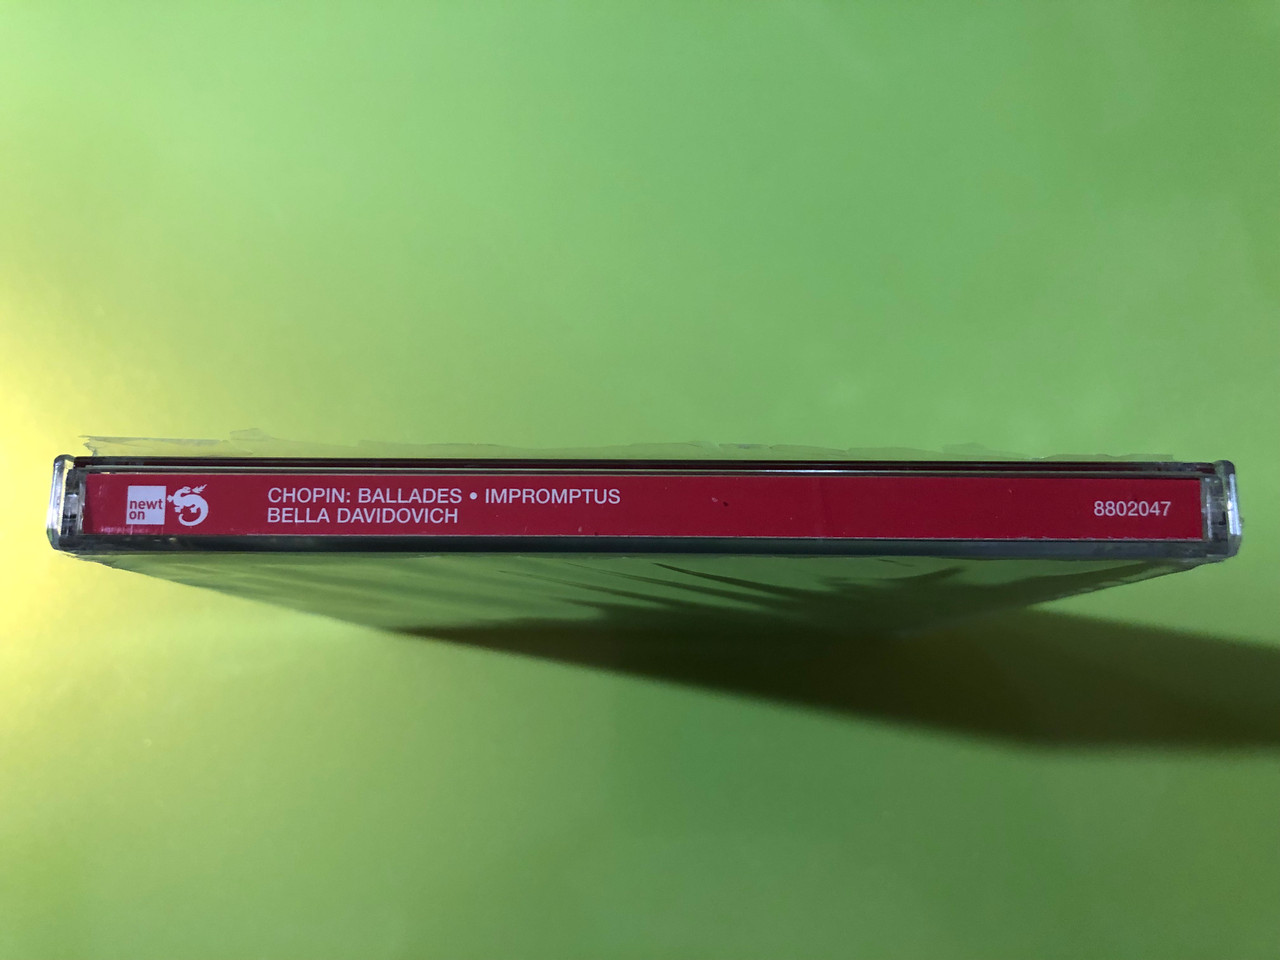 newt
on
CHOPIN: BALLADES • IMPROMPTUS
BELLA DAVIDOVICH
8802047